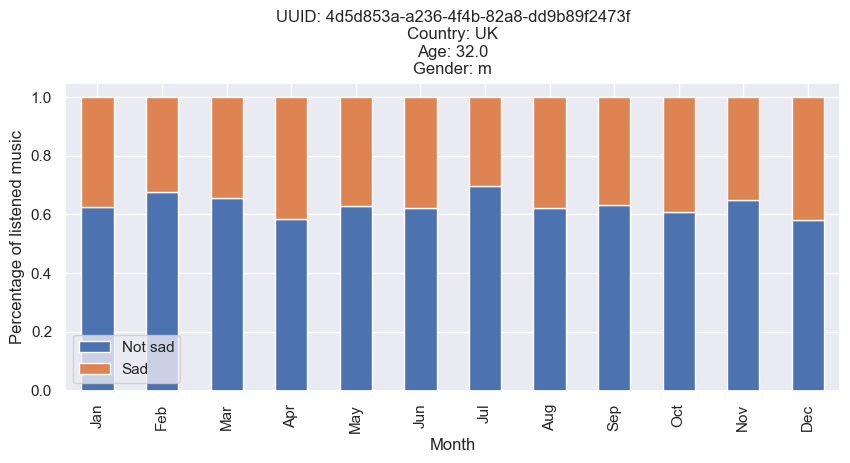 UUID: 4d5d853a-a236-4f4b-82a8-dd9b89f2473f
Country: UK
Age: 32.0
Gender: m
Percentage of listened music
1.0
0.8
0.6
0.4
0.2
0.0
Not sad
Sad
Jan Feb Mar Apr May Jun Jul Aug Sep Oct Nov Dec
Month